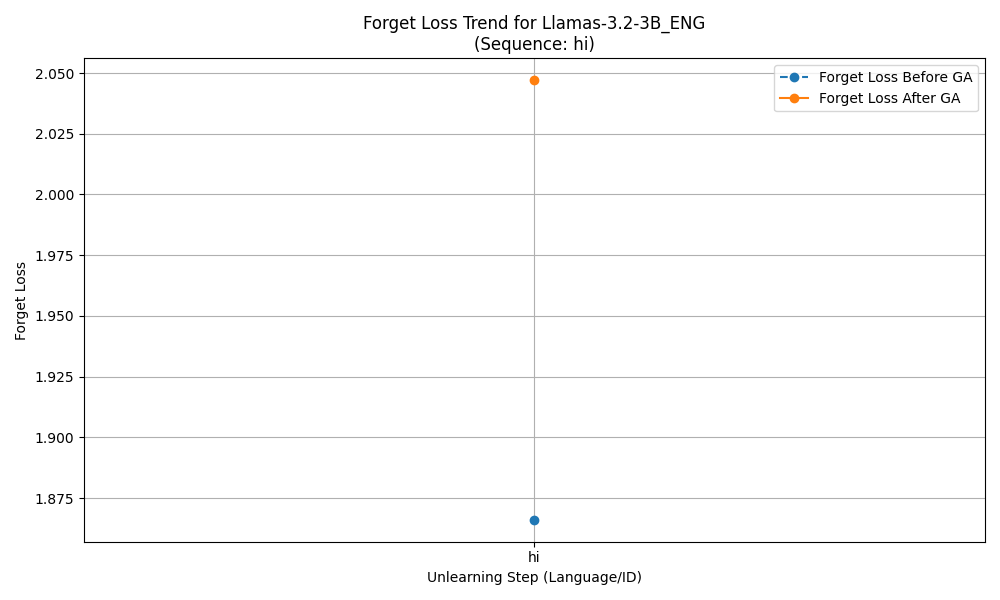 Forget Loss Trend for Llamas-3.2-3B_ENG
(Sequence: hi)
Forget Loss Before GA
Forget Loss After GA
Forget Loss
2.050
2.025
2.000
1.975
1.950
1.925
1.900
1.875
hi
Unlearning Step (Language/ID)